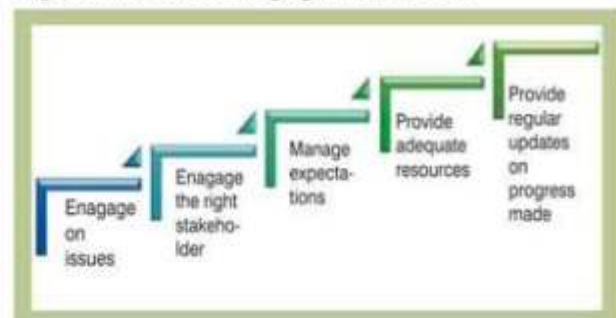 Enagage
on
issues
Enagage
the right
stakeho-
lder
Manage
expecta-
tions
Provide
adequate
resources
Provide
regular
updates
on
progress
made